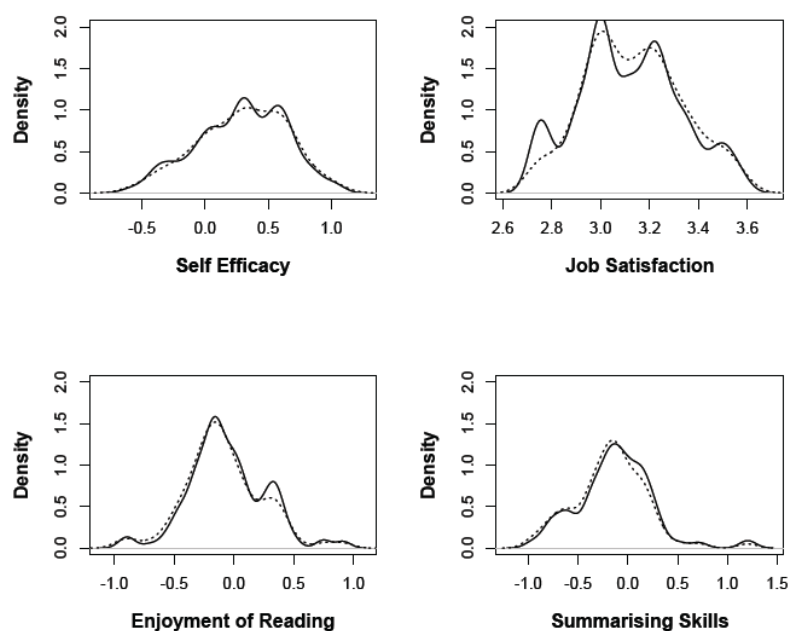 Density
0.0 0.5 1.0 1.5 2.0
-0.5 0.0 0.5 1.0
Self Efficacy
Density
0.0 0.5 1.0 1.5 2.0
2.6 2.8 3.0 3.2 3.4 3.6
Job Satisfaction
Density
0.0 0.5 1.0 1.5 2.0
-1.0 -0.5 0.0 0.5 1.0
Enjoyment of Reading
Density
0.0 0.5 1.0 1.5 2.0
-1.0 -0.5 0.0 0.5 1.0 1.5
Summarising Skills